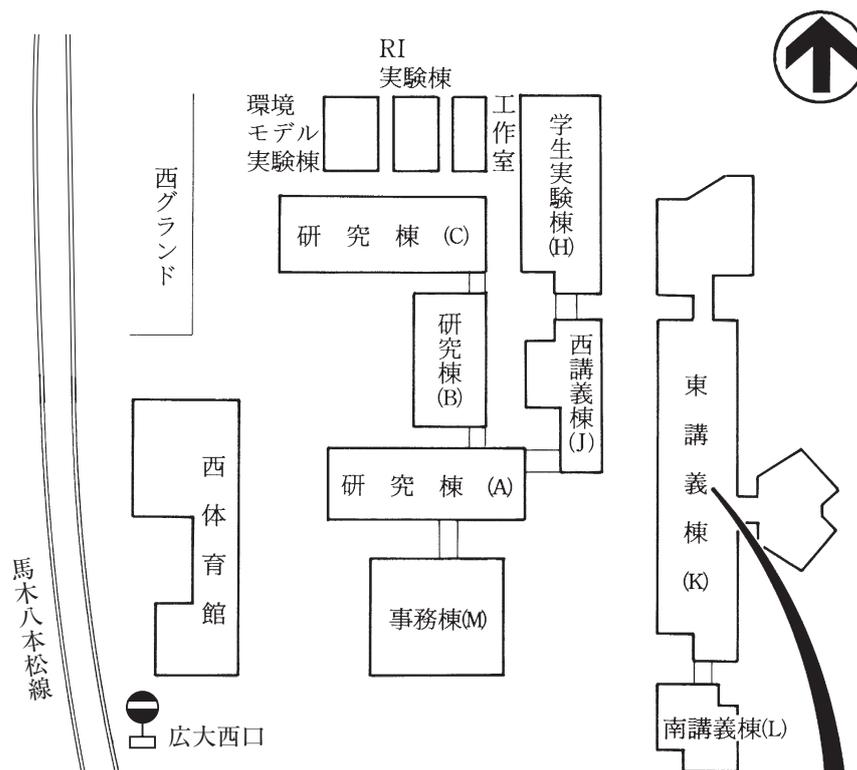 RI
実験棟
環境
モデル
実験棟
工作室
学生実験棟(H)
西グランド
研究棟(C)
研究棟(B)
西講義棟(J)
東講義棟(K)
研究棟(A)
西体育館
馬木八本松線
事務棟(M)
広大西口
南講義棟(L)